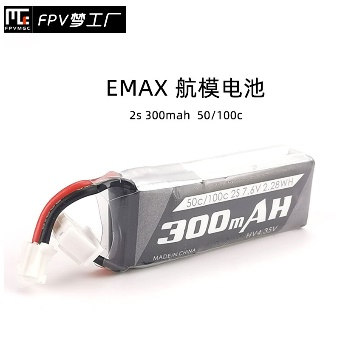 FPV梦工厂
FPVMGC
EMAX 航模电池
2s 300mah 50/100c
50c/100c 2S 7.6V 2.28WH
300mAH
MADE IN CHINA
HV4.35V